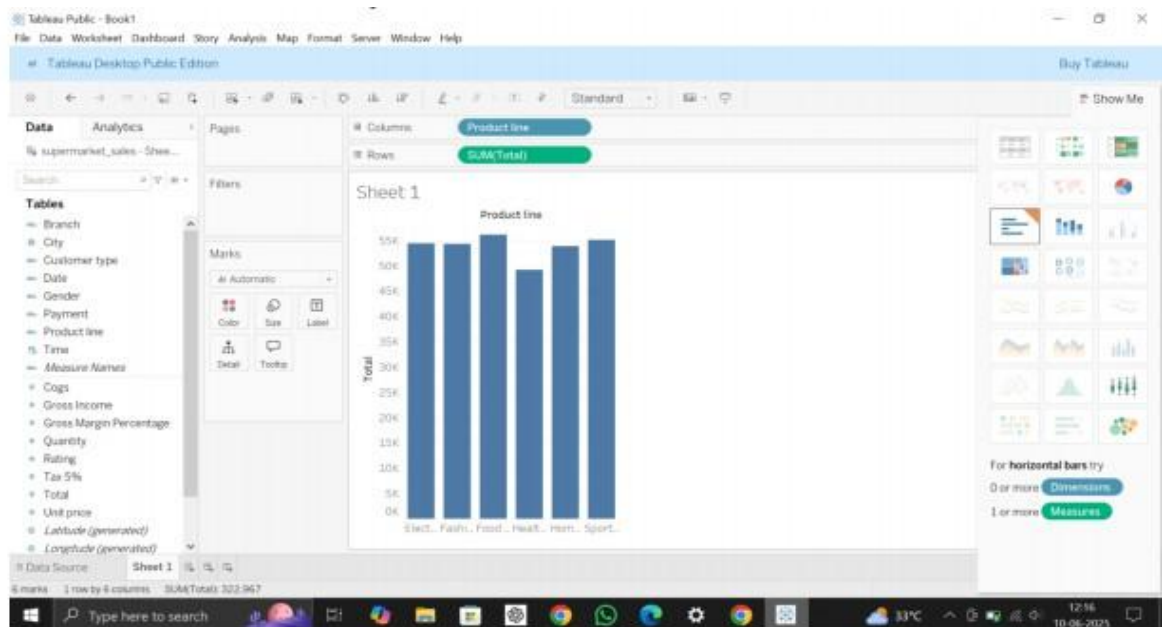 Tableau Public - Book1
File Data Worksheet Dashboard Story Analysis Map Format Server Window Help
Tableau Desktop Public Edition
Buy Tableau
Standard
Show Me
Data Analytics
Pages
Columns
Product line
supermarket_sales - Shee...
Rows
SUM(Total)
Search
Filters
Tables
Branch
City
Customer type
Date
Gender
Payment
Product line
Time
Measure Names
Cogs
Gross Income
Gross Margin Percentage
Quantity
Rating
Tax 5%
Total
Unit price
Latitude (generated)
Longitude (generated)
Marks
Automatic
Color Size Label
Detail Tooltip
Sheet 1
Product line
55K
50K
45K
40K
35K
30K
25K
20K
15K
10K
5K
0K
Total
Elect.. Fashi.. Food .. Healt.. Hom.. Sport..
For horizontal bars try
0 or more Dimensions
1 or more Measures
Data Source Sheet 1
6 marks 1 row by 6 columns SUM(Total): 322,967
Type here to search
33°C
12:16
10-06-2025